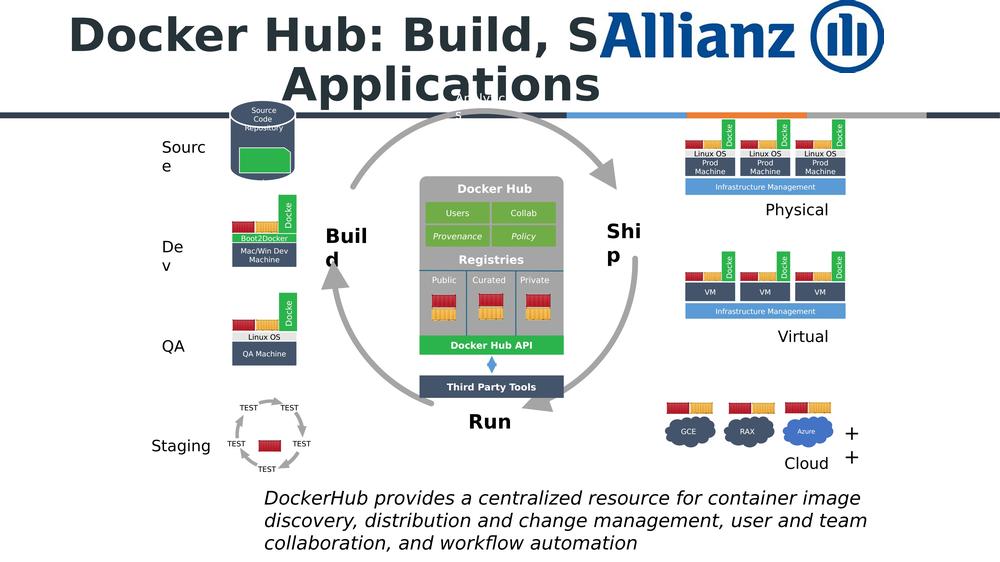 Docker Hub: Build, S
Applications
Allianz
Source
Code
Repository
Sourc
e
De
v
Docke
Boot2Docker
Mac/Win Dev
Machine
QA
Docke
Linux OS
QA Machine
Staging
TEST
TEST
TEST
TEST
TEST
Buil
d
Docker Hub
Users
Collab
Provenance
Policy
Registries
Public
Curated
Private
Docker Hub API
Third Party Tools
Run
Shi
p
Docke
Docke
Docke
Linux OS
Linux OS
Linux OS
Prod
Machine
Prod
Machine
Prod
Machine
Infrastructure Management
Physical
Docke
Docke
Docke
VM
VM
VM
Infrastructure Management
Virtual
GCE
RAX
Azure
+
+
Cloud
DockerHub provides a centralized resource for container image
discovery, distribution and change management, user and team
collaboration, and workflow automation